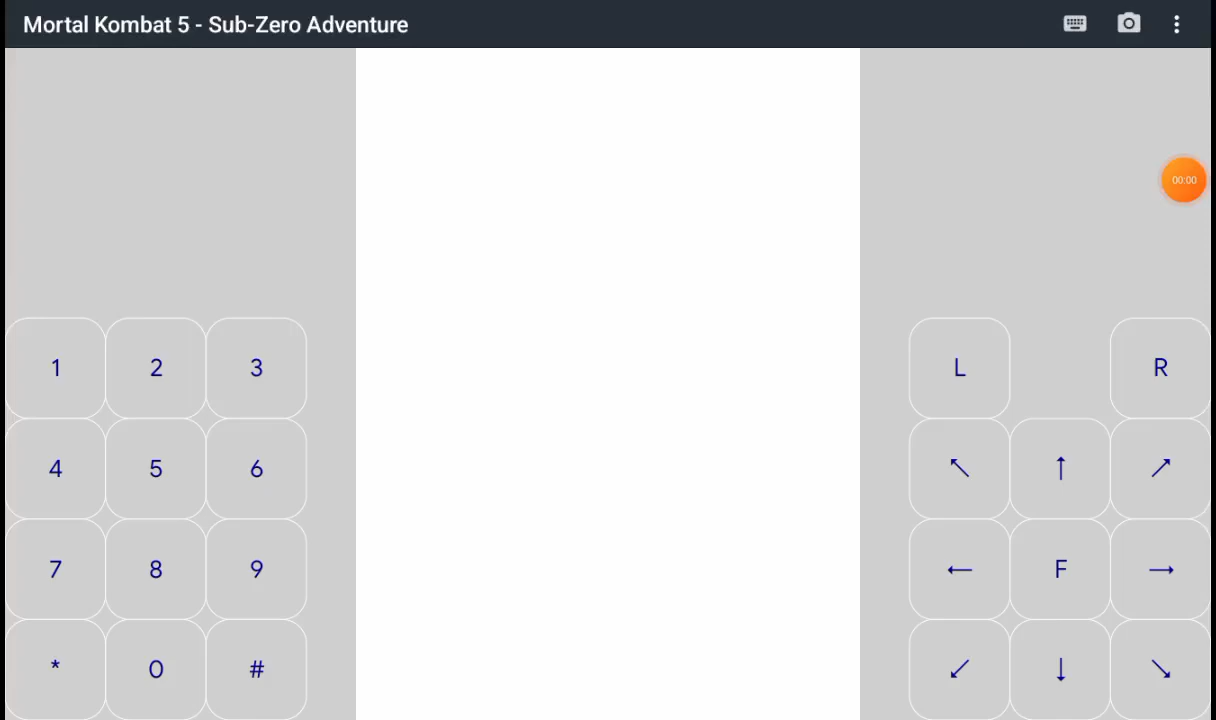 Mortal Kombat 5 - Sub-Zero Adventure
00:00
1 2 3
L R
4 5 6
↖ ↑ ↗
7 8 9
← F →
* 0 #
↙ ↓ ↘